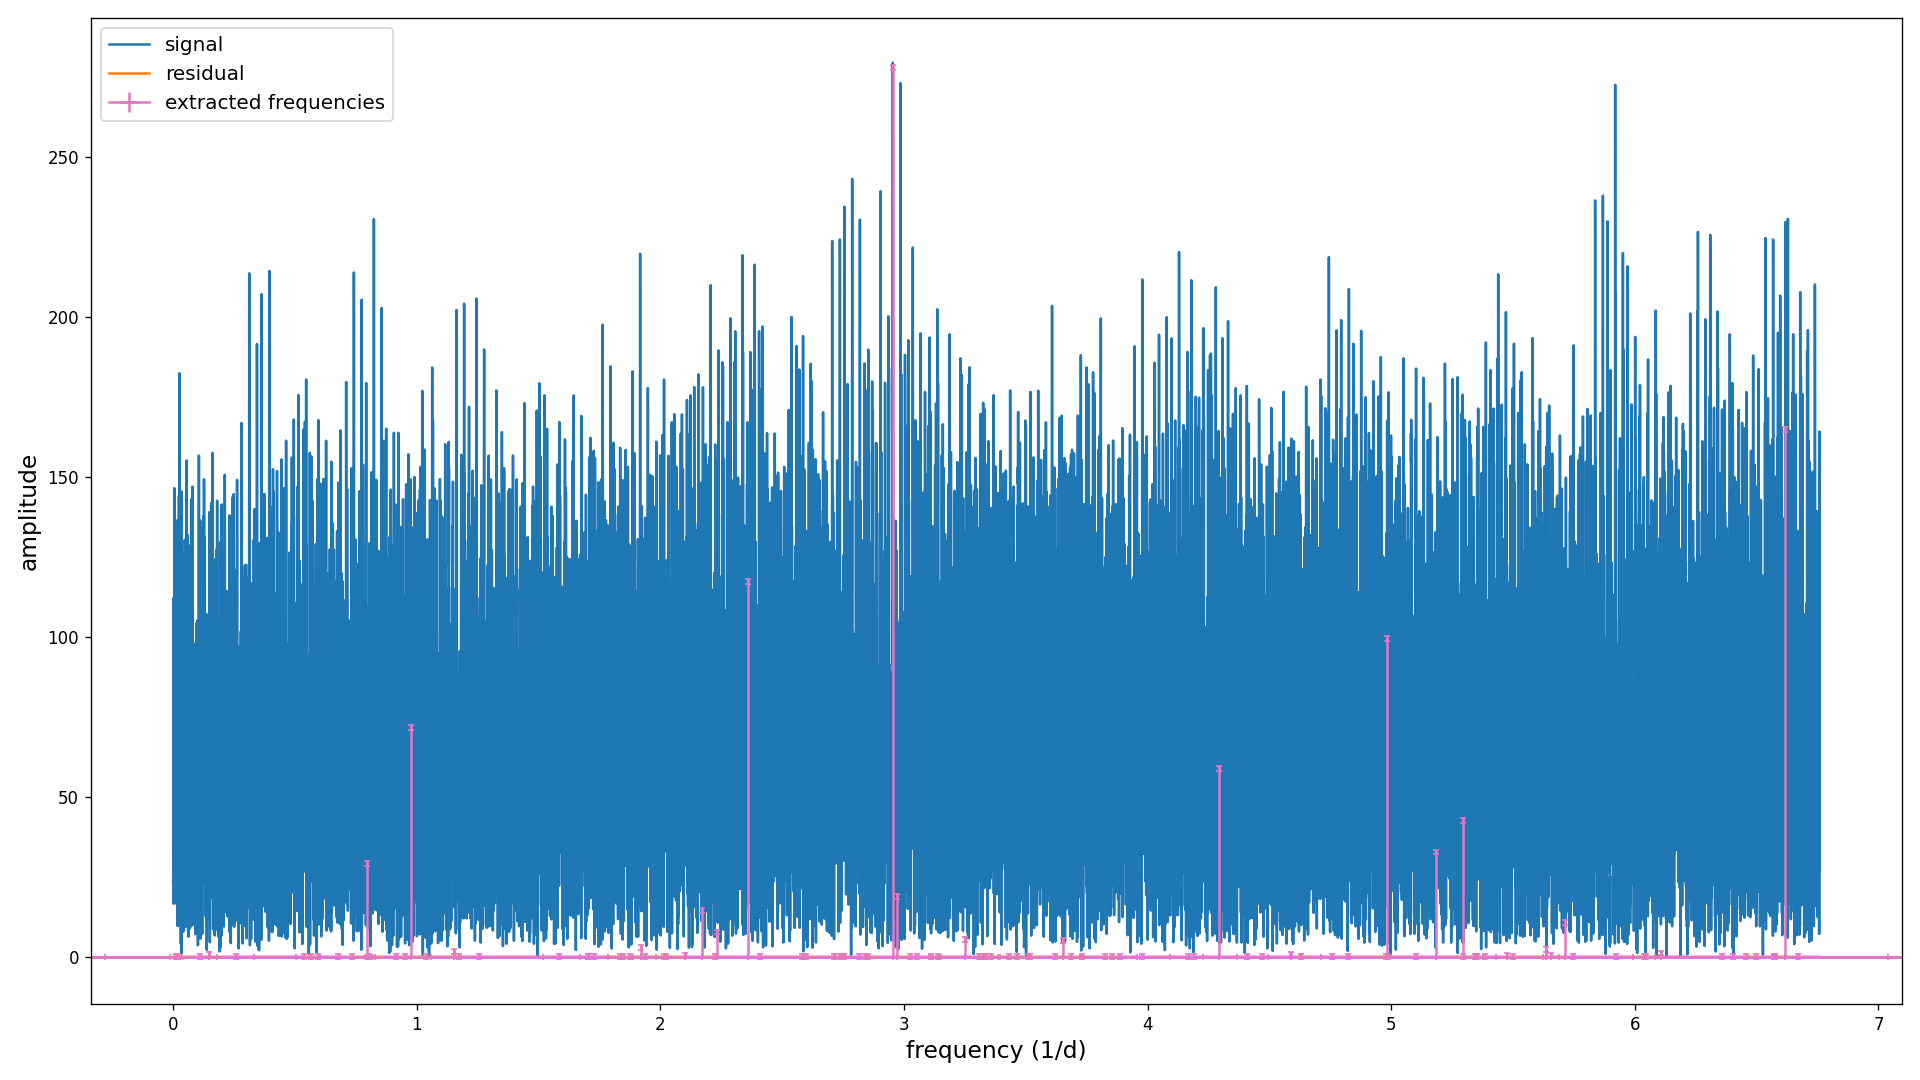 signal
residual
extracted frequencies
amplitude
250
200
150
100
50
0
0 1 2 3 4 5 6 7
frequency (1/d)